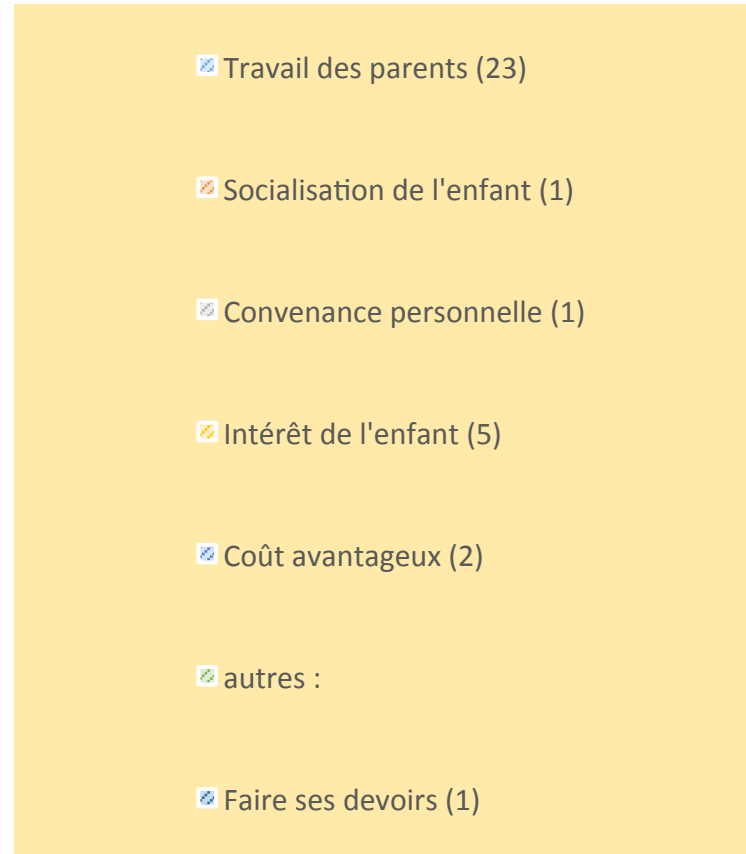 Travail des parents (23)
Socialisation de l'enfant (1)
Convenance personnelle (1)
Intérêt de l'enfant (5)
Coût avantageux (2)
autres :
Faire ses devoirs (1)